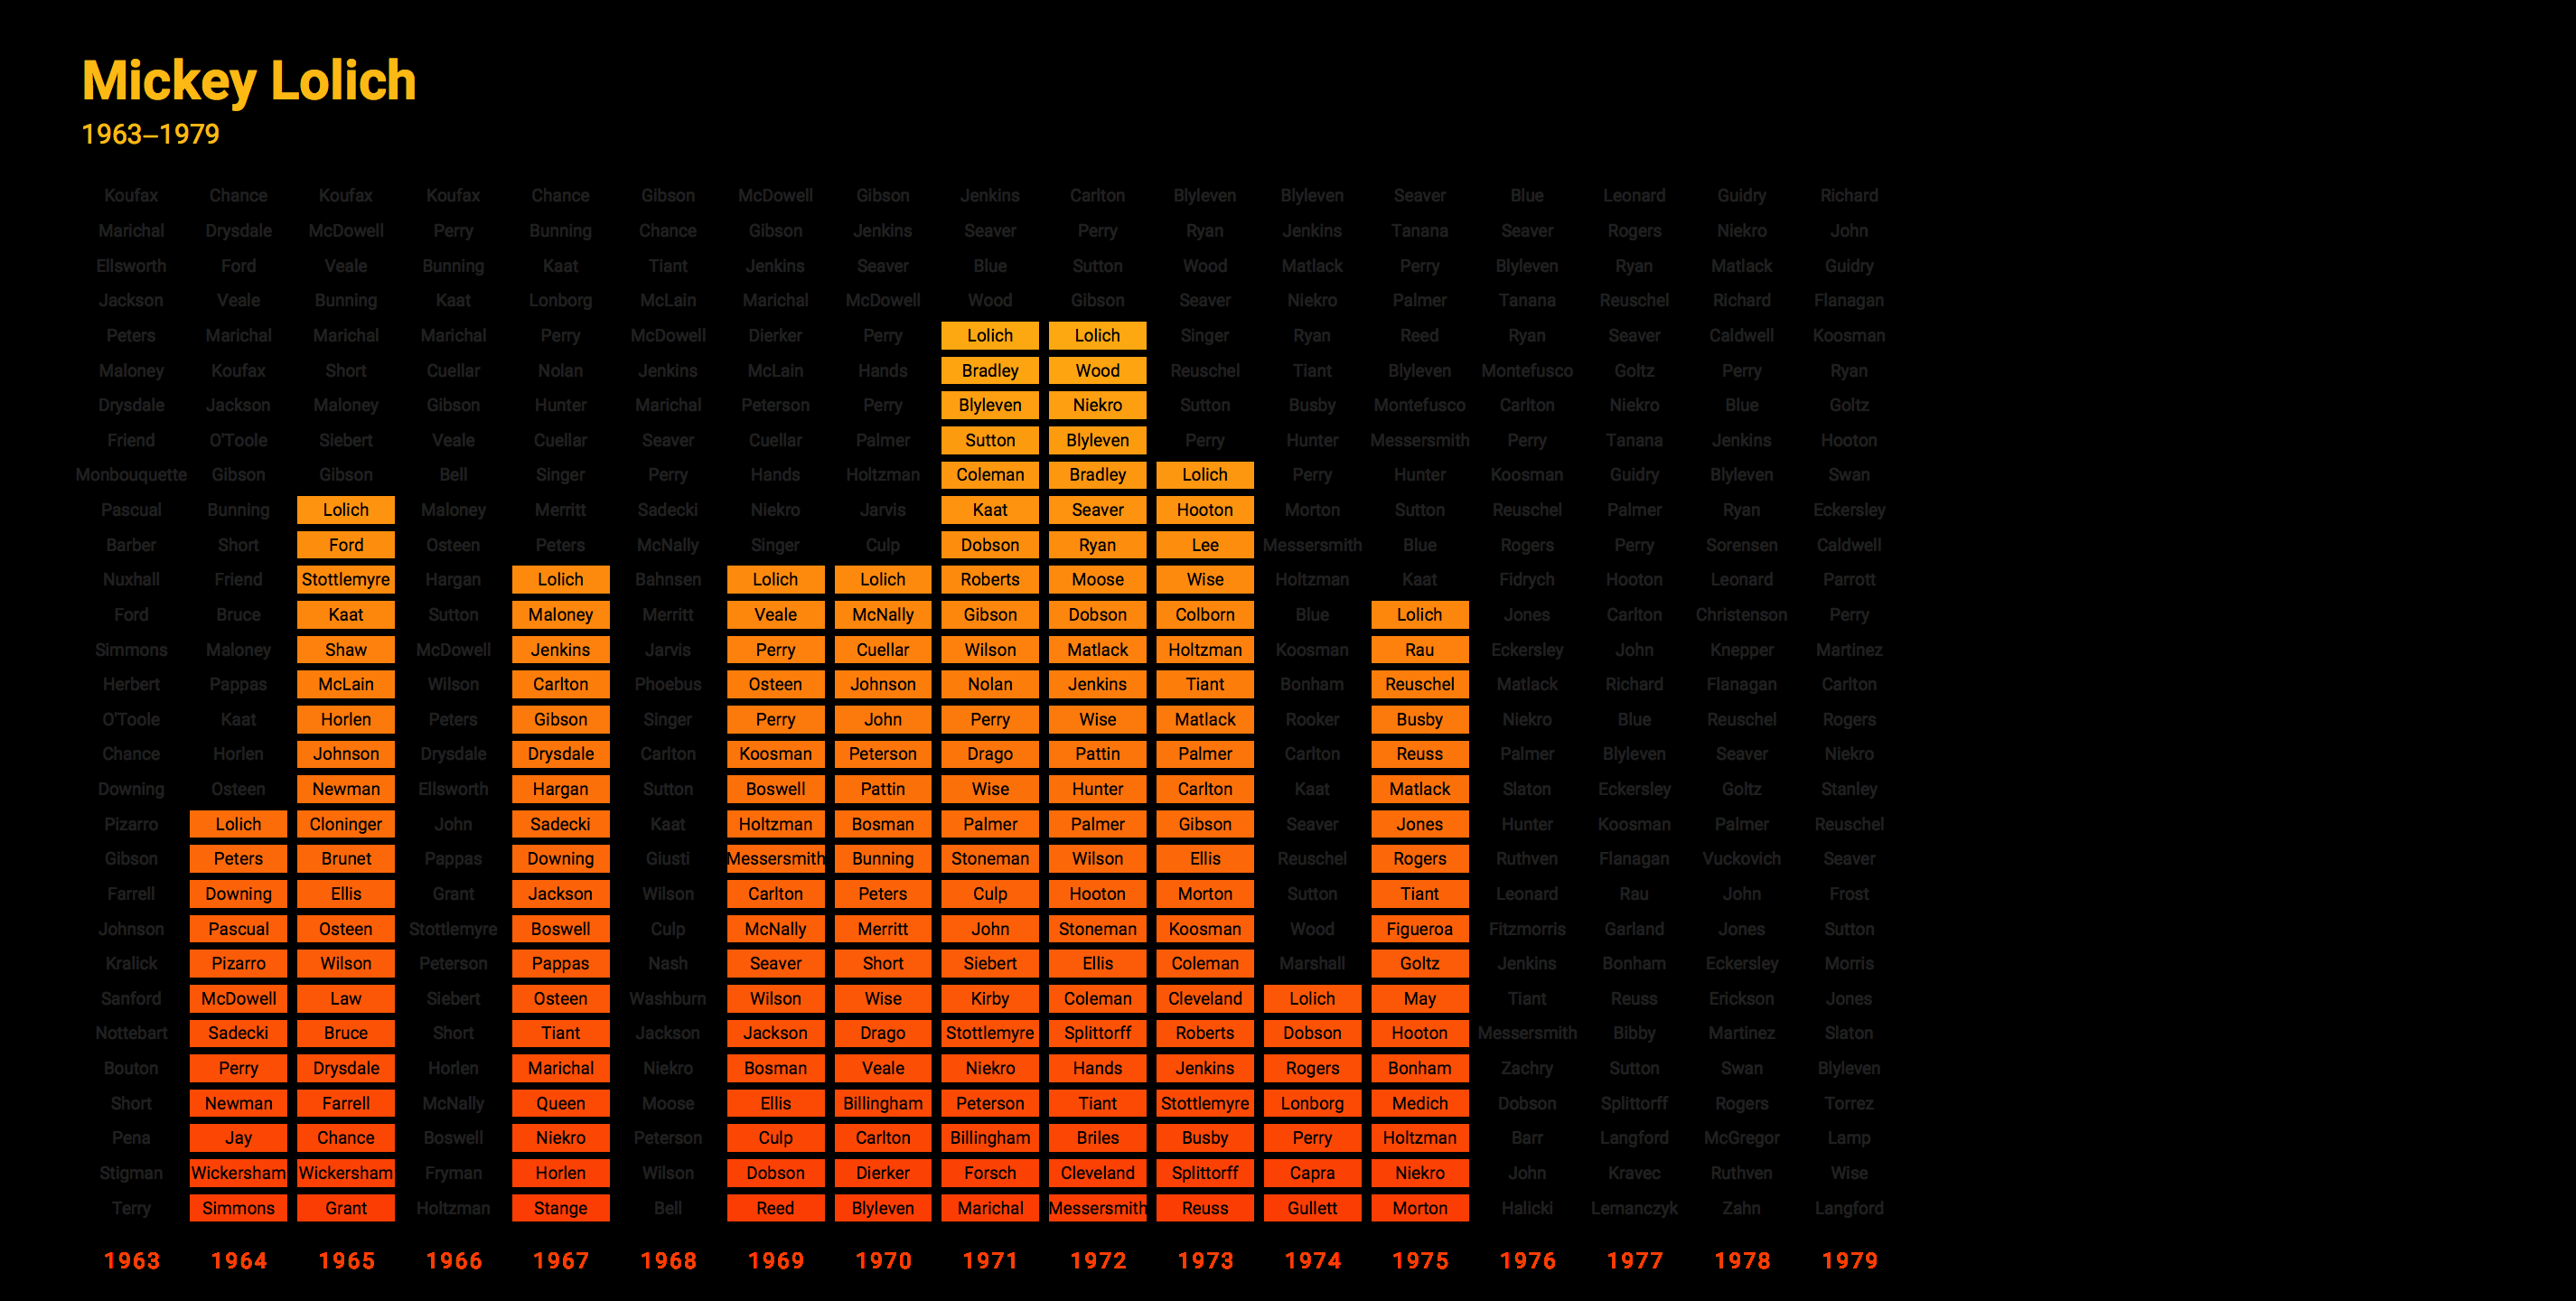 Mickey Lolich
1963–1979
Koufax Chance Koufax Koufax Chance Gibson McDowell Gibson Jenkins Carlton Blyleven Blyleven Seaver Blue Leonard Guidry Richard
Marichal Drysdale McDowell Perry Bunning Chance Gibson Jenkins Seaver Perry Ryan Jenkins Tanana Seaver Rogers Niekro John
Ellsworth Ford Veale Bunning Kaat Tiant Jenkins Seaver Blue Sutton Wood Matlack Perry Blyleven Ryan Matlack Guidry
Jackson Veale Bunning Kaat Lonborg McLain Marichal McDowell Wood Gibson Seaver Niekro Palmer Tanana Reuschel Richard Flanagan
Peters Marichal Marichal Marichal Perry McDowell Dierker Perry Lolich Lolich Singer Ryan Reed Ryan Seaver Caldwell Koosman
Maloney Koufax Short Cuellar Nolan Jenkins McLain Hands Bradley Wood Reuschel Tiant Blyleven Montefusco Goltz Perry Ryan
Drysdale Jackson Maloney Gibson Hunter Marichal Peterson Perry Blyleven Niekro Sutton Busby Montefusco Carlton Niekro Blue Goltz
Friend O'Toole Siebert Veale Cuellar Seaver Cuellar Palmer Sutton Blyleven Perry Hunter Messersmith Perry Tanana Jenkins Hooton
Monbouquette Gibson Gibson Bell Singer Perry Hands Holtzman Coleman Bradley Lolich Perry Hunter Koosman Guidry Blyleven Swan
Pascual Bunning Lolich Maloney Merritt Sadecki Niekro Jarvis Kaat Seaver Hooton Morton Sutton Reuschel Palmer Ryan Eckersley
Barber Short Ford Osteen Peters McNally Singer Culp Dobson Ryan Lee Messersmith Blue Rogers Perry Sorensen Caldwell
Nuxhall Friend Stottlemyre Hargan Lolich Bahnsen Lolich Lolich Roberts Moose Wise Holtzman Kaat Fidrych Hooton Leonard Parrott
Ford Bruce Kaat Sutton Maloney Merritt Veale McNally Gibson Dobson Colborn Blue Lolich Jones Carlton Christenson Perry
Simmons Maloney Shaw McDowell Jenkins Jarvis Perry Cuellar Wilson Matlack Holtzman Koosman Rau Eckersley John Knepper Martinez
Herbert Pappas McLain Wilson Carlton Phoebus Osteen Johnson Nolan Jenkins Tiant Bonham Reuschel Matlack Richard Flanagan Carlton
O'Toole Kaat Horlen Peters Gibson Singer Perry John Perry Wise Matlack Rooker Busby Niekro Blue Reuschel Rogers
Chance Horlen Johnson Drysdale Drysdale Carlton Koosman Peterson Drago Pattin Palmer Carlton Reuss Palmer Blyleven Seaver Niekro
Downing Osteen Newman Ellsworth Hargan Sutton Boswell Pattin Wise Hunter Carlton Kaat Matlack Slaton Eckersley Goltz Stanley
Pizarro Lolich Cloninger John Sadecki Kaat Holtzman Bosman Palmer Palmer Gibson Seaver Jones Hunter Koosman Palmer Reuschel
Gibson Peters Brunet Pappas Downing Giusti Messersmith Bunning Stoneman Wilson Ellis Reuschel Rogers Ruthven Flanagan Vuckovich Seaver
Farrell Downing Ellis Grant Jackson Wilson Carlton Peters Culp Hooton Morton Sutton Tiant Leonard Rau John Frost
Johnson Pascual Osteen Stottlemyre Boswell Culp McNally Merritt John Stoneman Koosman Wood Figueroa Fitzmorris Garland Jones Sutton
Kralick Pizarro Wilson Peterson Pappas Nash Seaver Short Siebert Ellis Coleman Marshall Goltz Jenkins Bonham Eckersley Morris
Sanford McDowell Law Siebert Osteen Washburn Wilson Wise Kirby Coleman Cleveland Lolich May Tiant Reuss Erickson Jones
Nottebart Sadecki Bruce Short Tiant Jackson Jackson Drago Stottlemyre Splittorff Roberts Dobson Hooton Messersmith Bibby Martinez Slaton
Bouton Perry Drysdale Horlen Marichal Niekro Bosman Veale Niekro Hands Jenkins Rogers Bonham Zachry Sutton Swan Blyleven
Short Newman Farrell McNally Queen Moose Ellis Billingham Peterson Tiant Stottlemyre Lonborg Medich Dobson Splittorff Rogers Torrez
Pena Jay Chance Boswell Niekro Peterson Culp Carlton Billingham Briles Busby Perry Holtzman Barr Langford McGregor Lamp
Stigman Wickersham Wickersham Fryman Horlen Wilson Dobson Dierker Forsch Cleveland Splittorff Capra Niekro John Kravec Ruthven Wise
Terry Simmons Grant Holtzman Stange Bell Reed Blyleven Marichal Messersmith Reuss Gullett Morton Halicki Lemanczyk Zahn Langford
1963 1964 1965 1966 1967 1968 1969 1970 1971 1972 1973 1974 1975 1976 1977 1978 1979